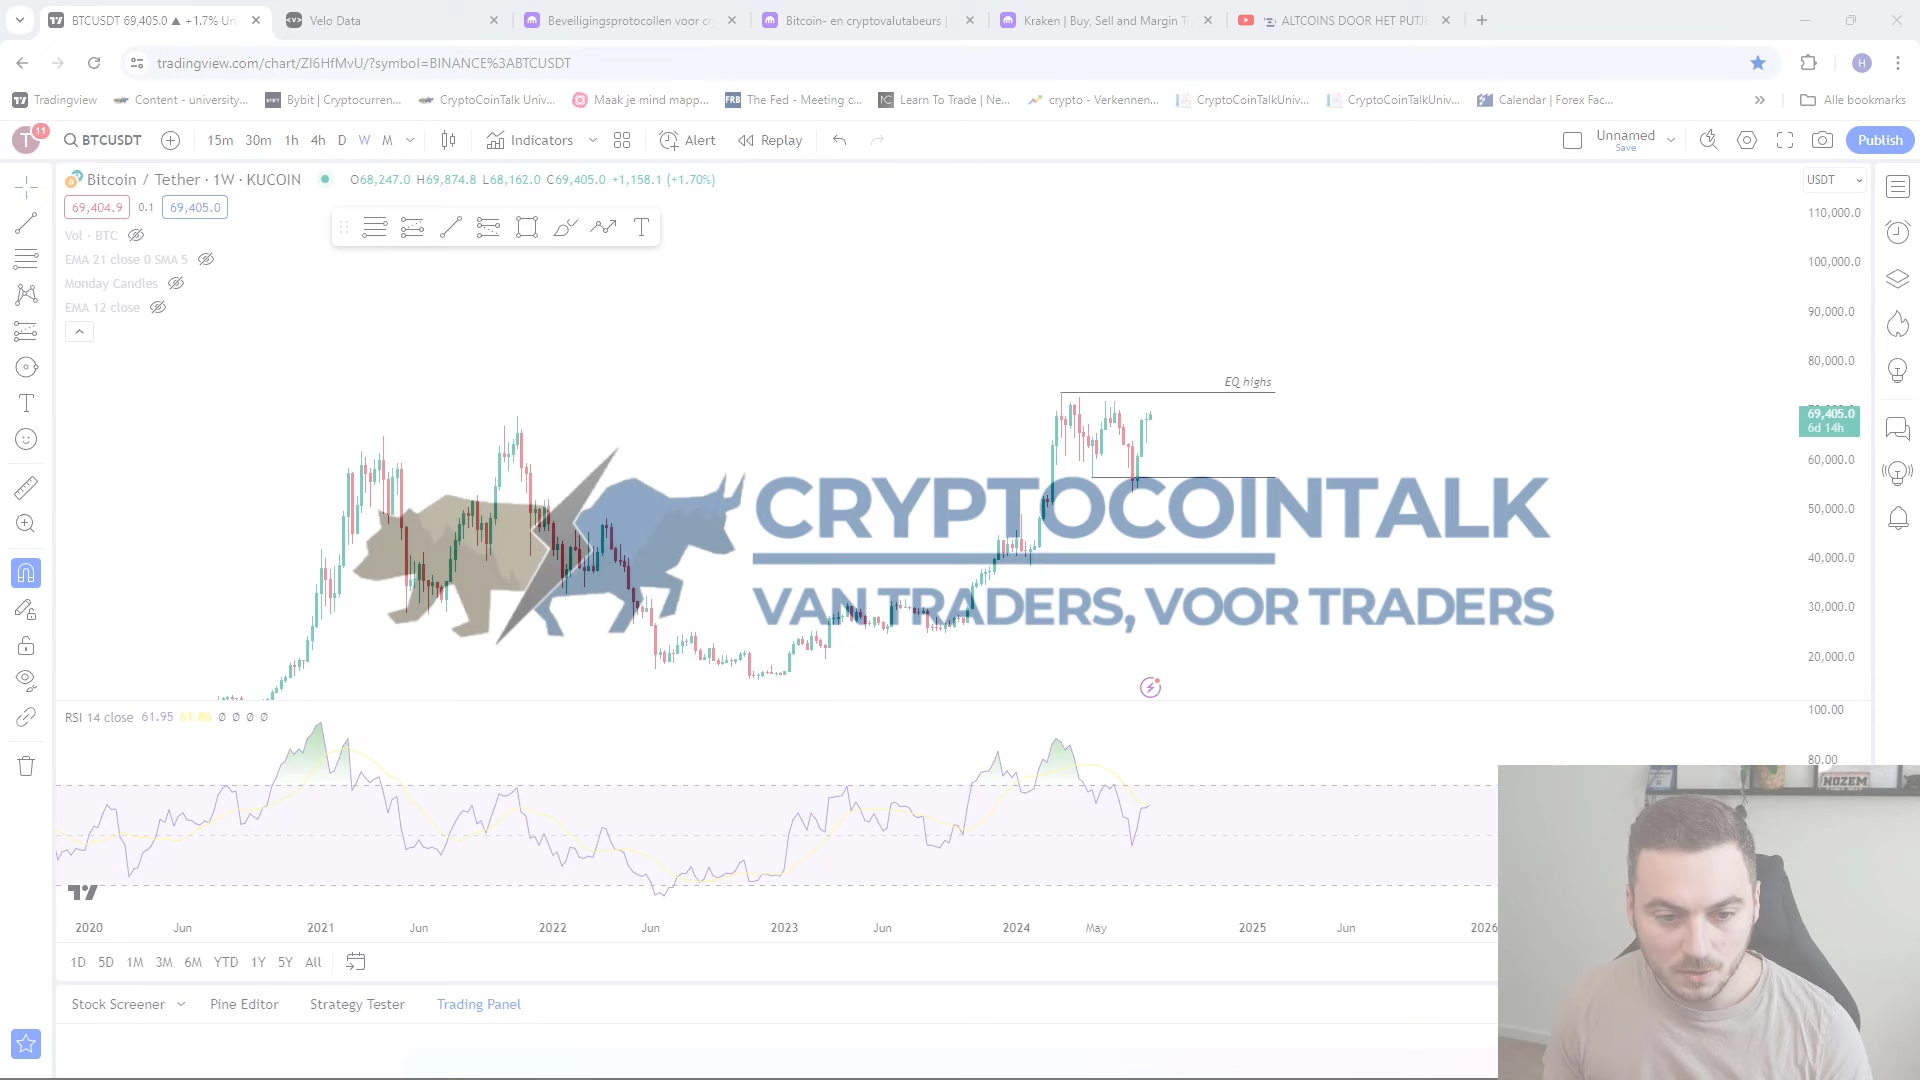 BTCUSDT 69,405.0 ▲ +1.7% Un
Velo Data
Beveiligingsprotocollen voor cr
Bitcoin- en cryptovalutabeurs |
Kraken | Buy, Sell and Margin T
ALTCOINS DOOR HET PUTJE
tradingview.com/chart/ZI6HfMvU/?symbol=BINANCE%3ABTCUSDT
H
Tradingview
Content - university...
Bybit | Cryptocurren...
CryptoCoinTalk Univ...
Maak je mind mapp...
The Fed - Meeting c...
Learn To Trade | Ne...
crypto - Verkennen...
CryptoCoinTalkUniv...
CryptoCoinTalkUniv...
Calendar | Forex Fac...
Alle bookmarks
T
11
BTCUSDT
15m 30m 1h 4h D W M
Indicators
Alert
Replay
Unnamed
Save
Publish
Bitcoin / Tether · 1W · KUCOIN
O68,247.0 H69,874.8 L68,162.0 C69,405.0 +1,158.1 (+1.70%)
USDT
69,404.9
0.1
69,405.0
Vol · BTC
EMA 21 close 0 SMA 5
Monday Candles
EMA 12 close
110,000.0
100,000.0
90,000.0
80,000.0
69,405.0
6d 14h
60,000.0
50,000.0
40,000.0
30,000.0
20,000.0
EQ highs
CRYPTOCOINTALK
VAN TRADERS, VOOR TRADERS
RSI 14 close 61.95 61.86 Ø Ø Ø Ø
100.00
80.00
NOZEM
2020 Jun 2021 Jun 2022 Jun 2023 Jun 2024 May 2025 Jun 2026
1D 5D 1M 3M 6M YTD 1Y 5Y All
Stock Screener
Pine Editor
Strategy Tester
Trading Panel